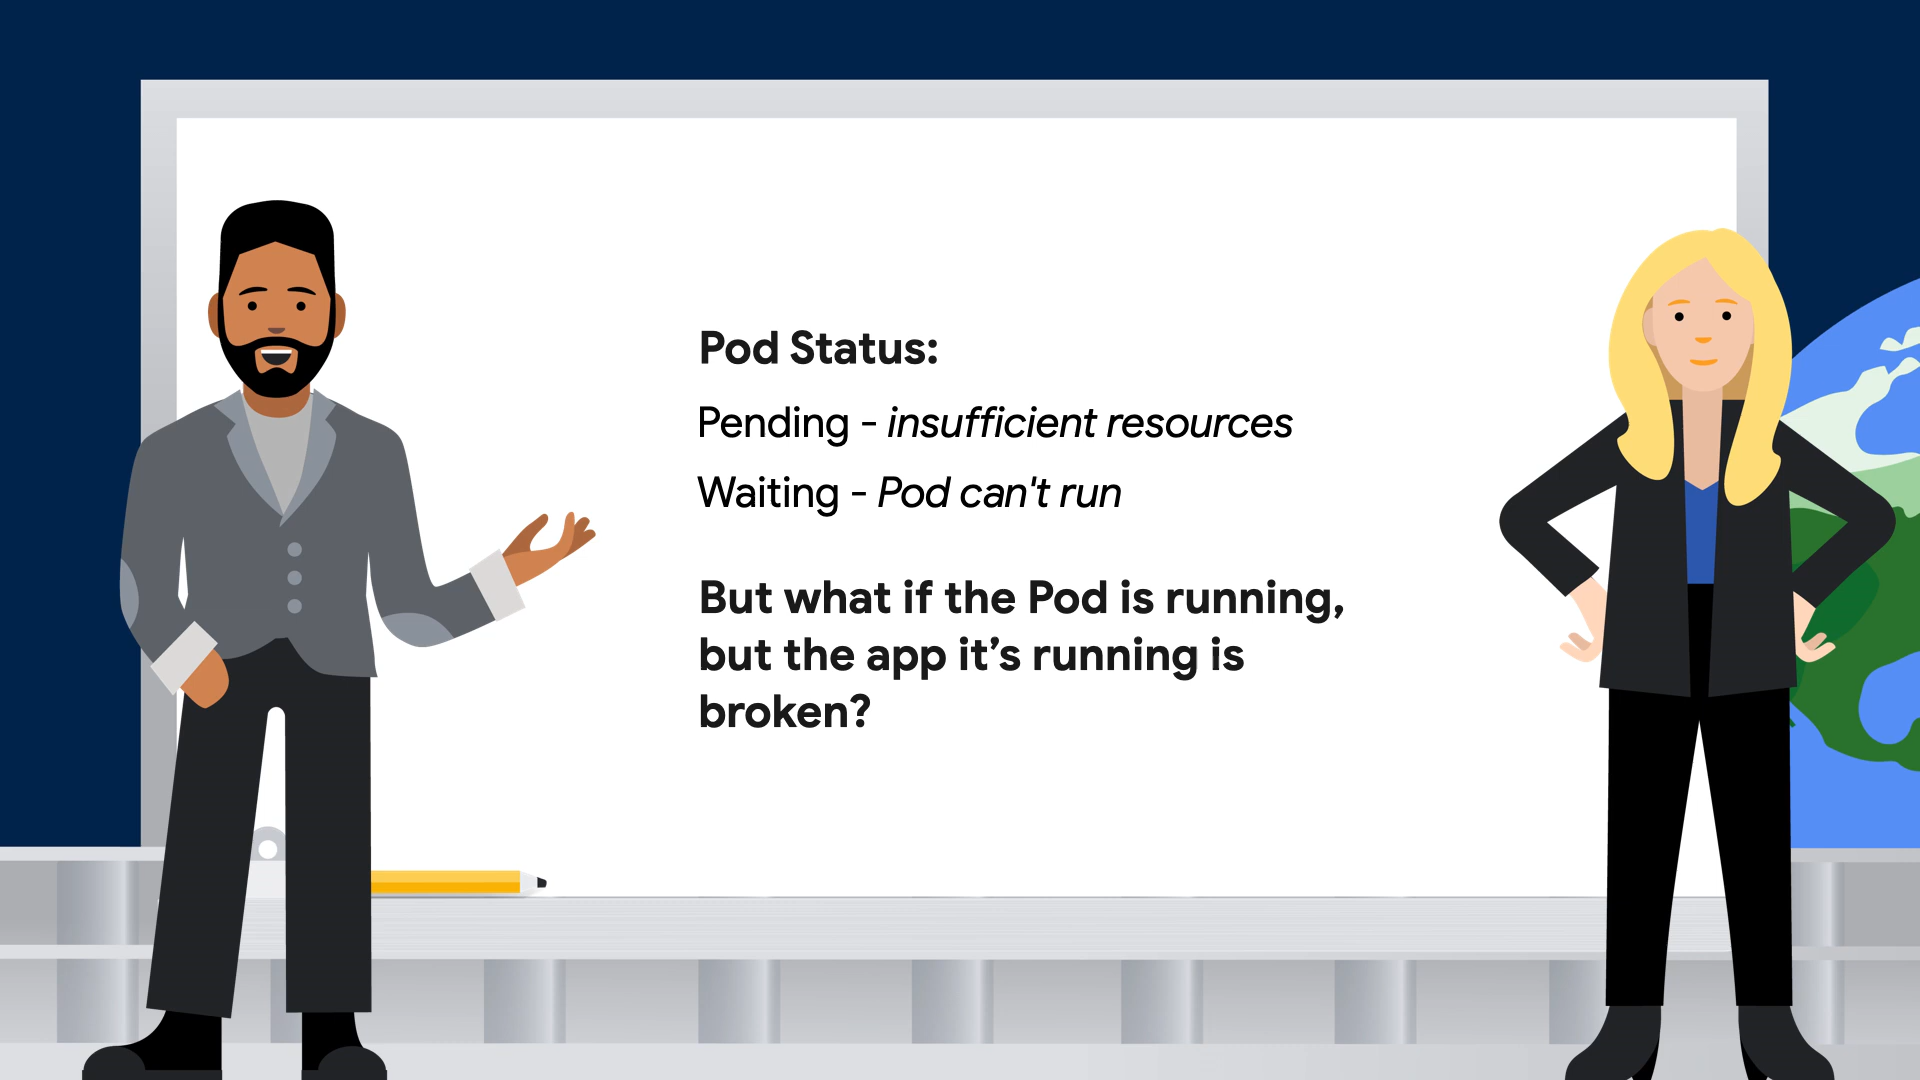 Pod Status:
Pending - insufficient resources
Waiting - Pod can't run
But what if the Pod is running,
but the app it’s running is
broken?